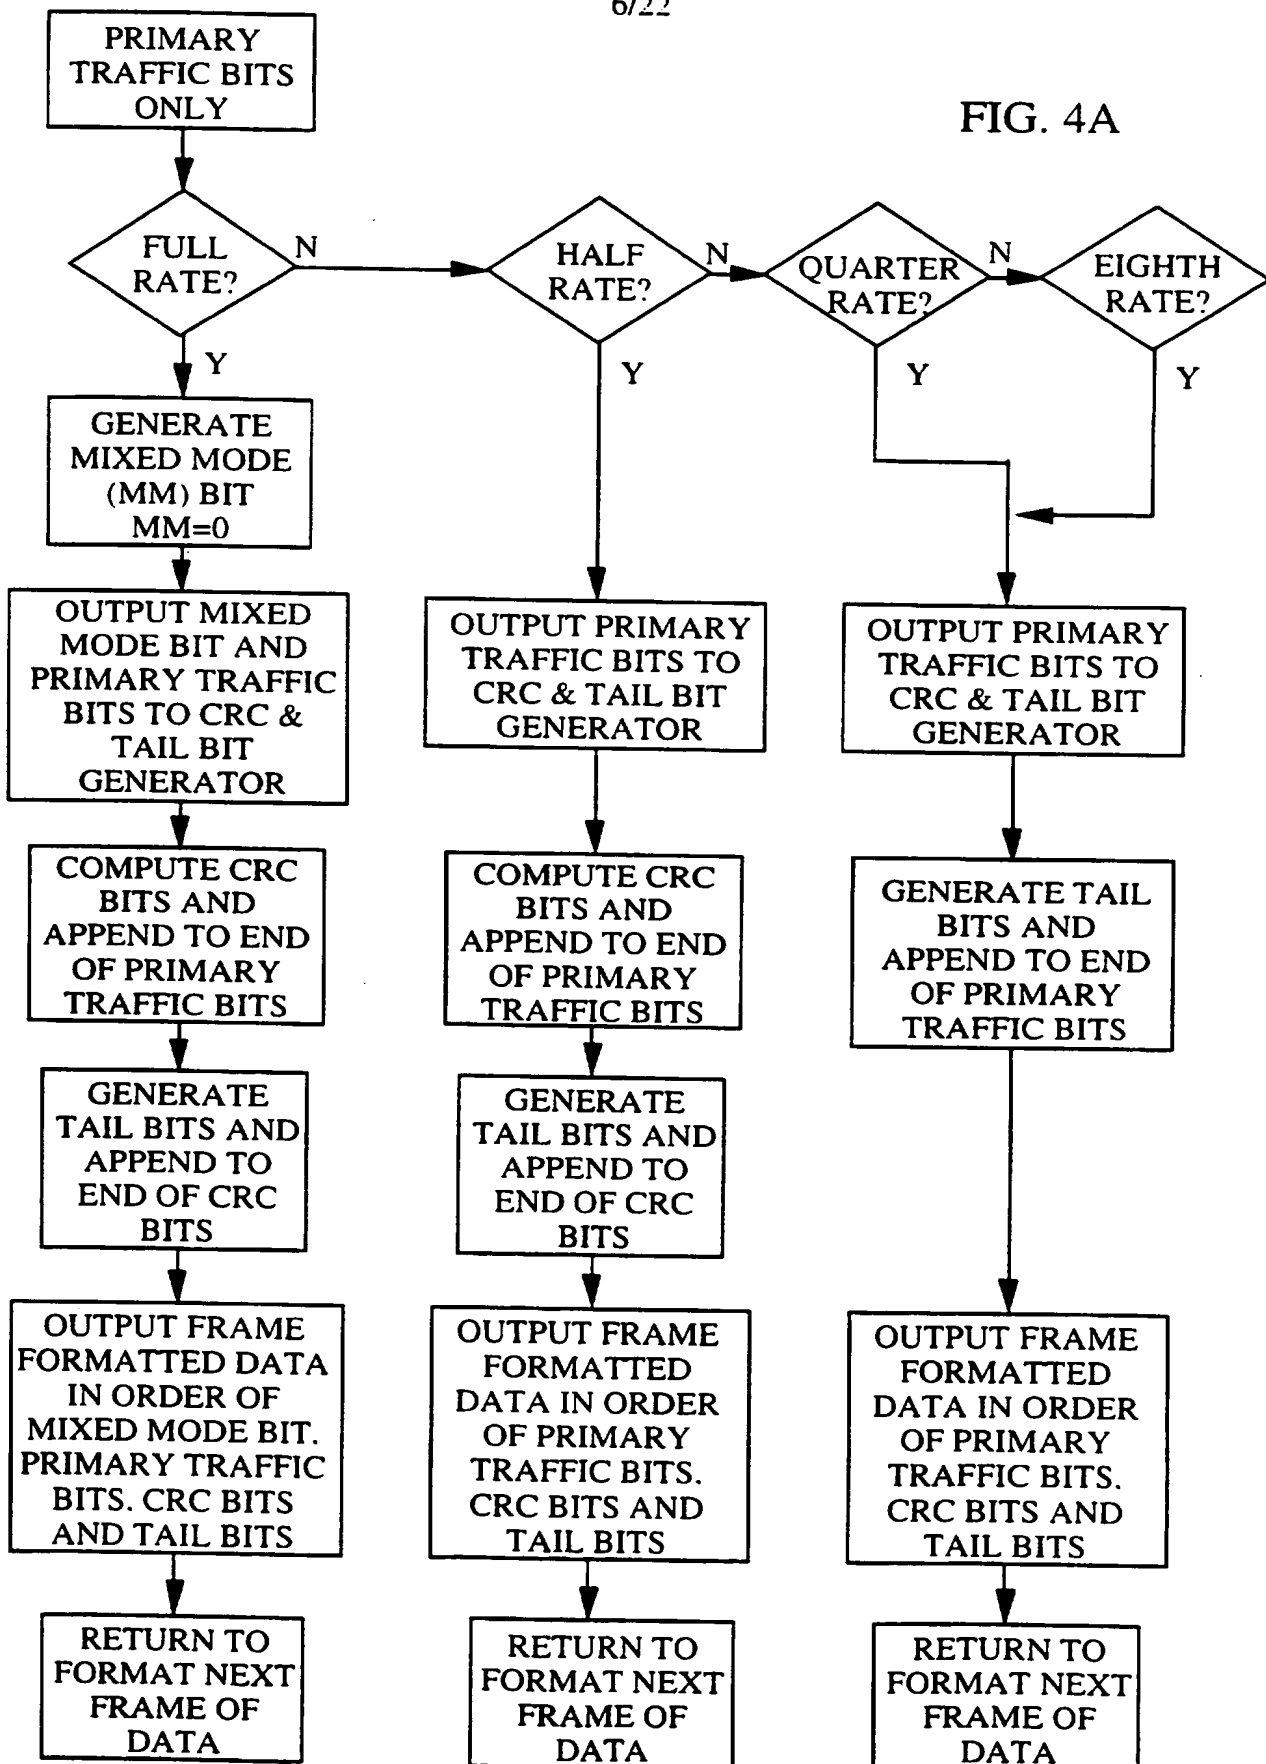 6/22
PRIMARY
TRAFFIC BITS
ONLY
FIG. 4A
FULL
RATE?
N
HALF
RATE?
N
QUARTER
RATE?
N
EIGHTH
RATE?
Y
Y
Y
Y
GENERATE
MIXED MODE
(MM) BIT
MM=0
OUTPUT MIXED
MODE BIT AND
PRIMARY TRAFFIC
BITS TO CRC &
TAIL BIT
GENERATOR
COMPUTE CRC
BITS AND
APPEND TO END
OF PRIMARY
TRAFFIC BITS
GENERATE
TAIL BITS AND
APPEND TO
END OF CRC
BITS
OUTPUT FRAME
FORMATTED DATA
IN ORDER OF
MIXED MODE BIT.
PRIMARY TRAFFIC
BITS. CRC BITS
AND TAIL BITS
RETURN TO
FORMAT NEXT
FRAME OF
DATA
OUTPUT PRIMARY
TRAFFIC BITS TO
CRC & TAIL BIT
GENERATOR
COMPUTE CRC
BITS AND
APPEND TO END
OF PRIMARY
TRAFFIC BITS
GENERATE
TAIL BITS AND
APPEND TO
END OF CRC
BITS
OUTPUT FRAME
FORMATTED
DATA IN ORDER
OF PRIMARY
TRAFFIC BITS.
CRC BITS AND
TAIL BITS
RETURN TO
FORMAT NEXT
FRAME OF
DATA
OUTPUT PRIMARY
TRAFFIC BITS TO
CRC & TAIL BIT
GENERATOR
GENERATE TAIL
BITS AND
APPEND TO END
OF PRIMARY
TRAFFIC BITS
OUTPUT FRAME
FORMATTED
DATA IN ORDER
OF PRIMARY
TRAFFIC BITS.
CRC BITS AND
TAIL BITS
RETURN TO
FORMAT NEXT
FRAME OF
DATA